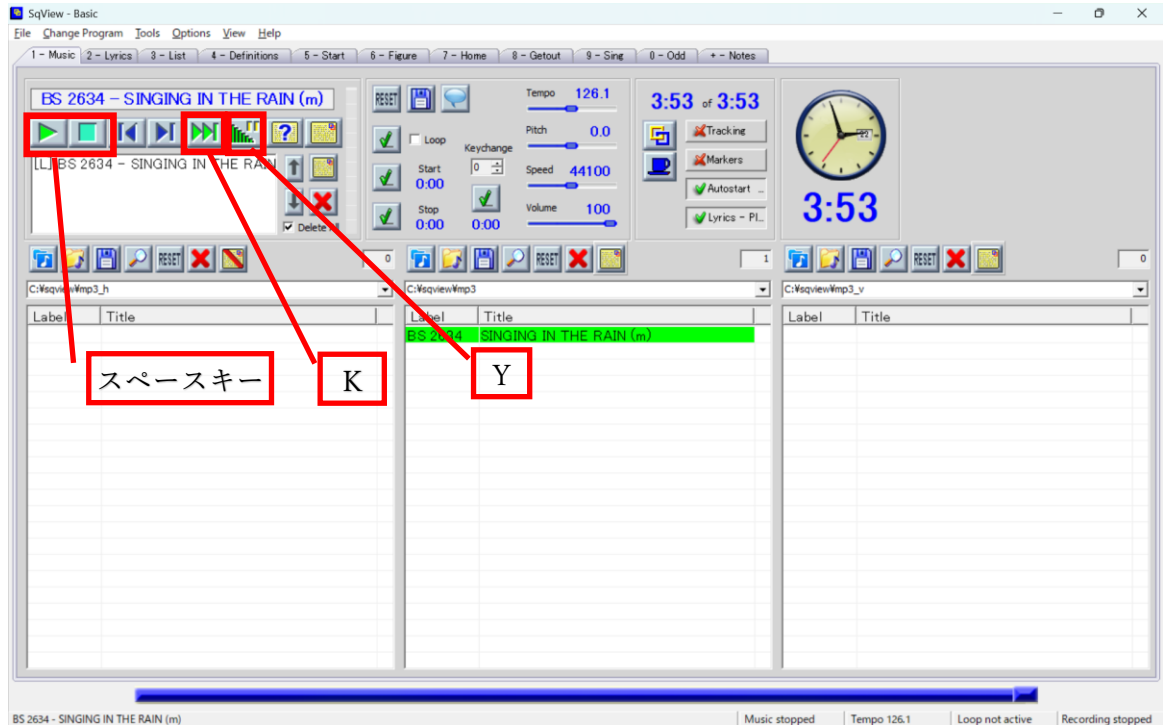 SqView - Basic
File Change Program Tools Options View Help
1 - Music 2 - Lyrics 3 - List 4 - Definitions 5 - Start 6 - Figure 7 - Home 8 - Getout 9 - Sing 0 - Odd + - Notes
BS 2634 - SINGING IN THE RAIN (m)
[L] BS 2634 - SINGING IN THE RAIN
Delete All
RESET
Loop
Keychange
0
Start
0:00
Stop
0:00
0:00
Tempo 126.1
Pitch 0.0
Speed 44100
Volume 100
3:53 of 3:53
Tracking
Markers
Autostart ...
Lyrics - Pl...
22
3:53
RESET
0
RESET
1
RESET
0
C:¥sqview¥mp3_h
C:¥sqview¥mp3
C:¥sqview¥mp3_v
Label Title
Label Title
Label Title
BS 2634 SINGING IN THE RAIN (m)
スペースキー
K
Y
BS 2634 - SINGING IN THE RAIN (m)
Music stopped
Tempo 126.1
Loop not active
Recording stopped